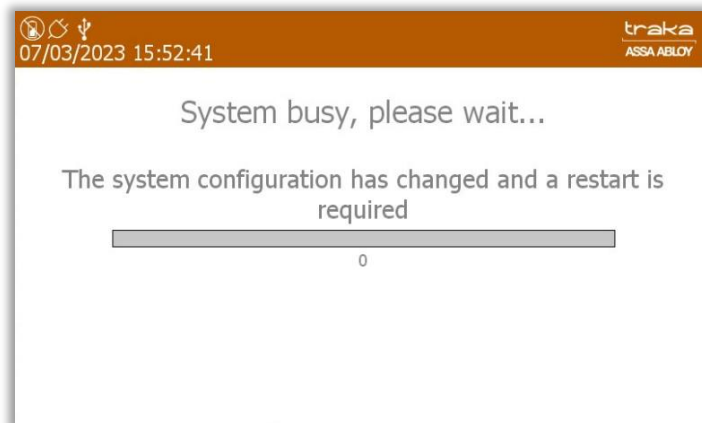 07/03/2023 15:52:41
traka
ASSA ABLOY
System busy, please wait...
The system configuration has changed and a restart is
required
0